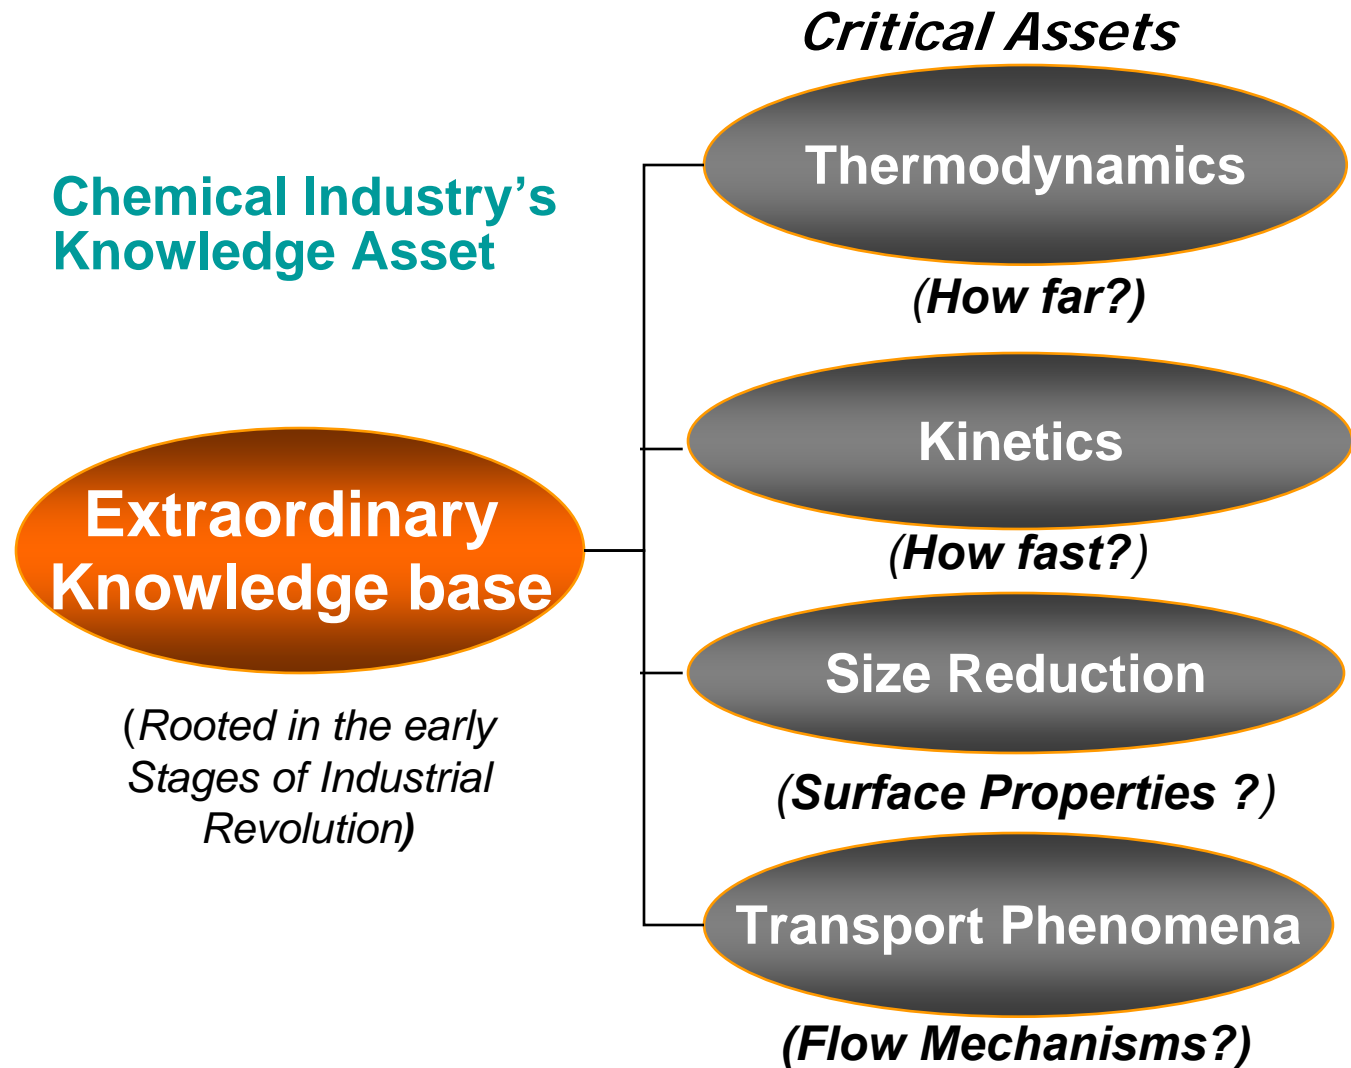 Critical Assets
Chemical Industry’s
Knowledge Asset
Thermodynamics
(How far?)
Kinetics
(How fast?)
Extraordinary
Knowledge base
(Rooted in the early
Stages of Industrial
Revolution)
Size Reduction
(Surface Properties ?)
Transport Phenomena
(Flow Mechanisms?)